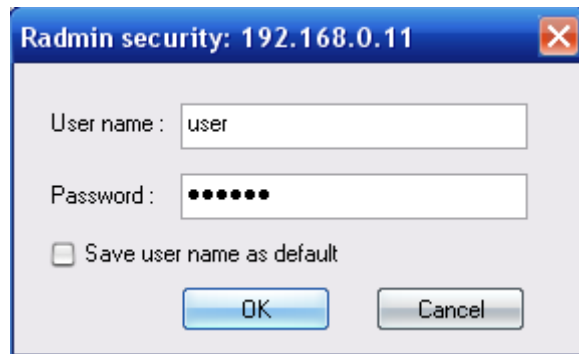 Radmin security: 192.168.0.11
User name : user
Password : ●●●●●●
Save user name as default
OK Cancel